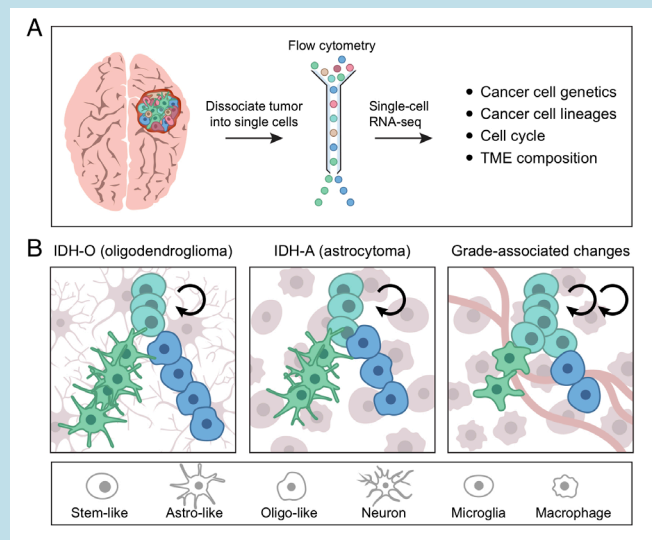 A
Flow cytometry
Dissociate tumor
into single cells
Single-cell
RNA-seq
• Cancer cell genetics
• Cancer cell lineages
• Cell cycle
• TME composition
B
IDH-O (oligodendroglioma)
IDH-A (astrocytoma)
Grade-associated changes
Stem-like
Astro-like
Oligo-like
Neuron
Microglia
Macrophage